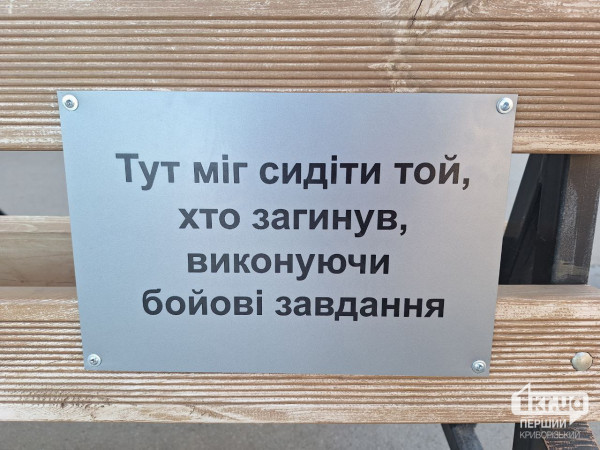 Тут міг сидіти той,
хто загинув,
виконуючи
бойові завдання
1kr.ua
ПЕРШИЙ
КРИВОРІЗЬКИЙ